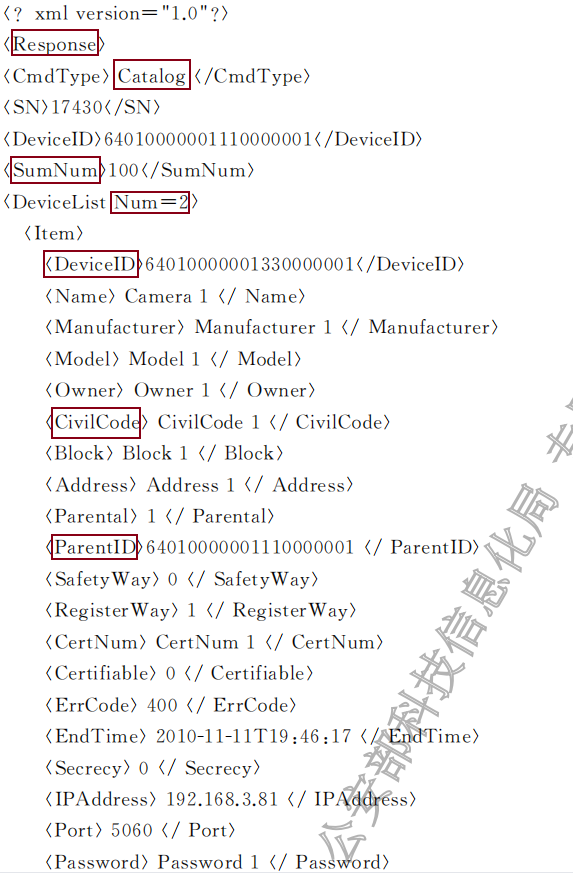 〈? xml version="1.0"?〉
〈Response〉
〈CmdType〉Catalog〈/CmdType〉
〈SN〉17430〈/SN〉
〈DeviceID〉64010000001110000001〈/DeviceID〉
〈SumNum〉100〈/SumNum〉
〈DeviceList Num=2〉
〈Item〉
〈DeviceID〉64010000001330000001〈/DeviceID〉
〈Name〉Camera 1〈/ Name〉
〈Manufacturer〉Manufacturer 1〈/ Manufacturer〉
〈Model〉Model 1〈/ Model〉
〈Owner〉Owner 1〈/ Owner〉
〈CivilCode〉CivilCode 1〈/ CivilCode〉
〈Block〉Block 1〈/ Block〉
〈Address〉Address 1〈/ Address〉
〈Parental〉1〈/ Parental〉
〈ParentID〉64010000001110000001〈/ ParentID〉
〈SafetyWay〉0〈/ SafetyWay〉
〈RegisterWay〉1〈/ RegisterWay〉
〈CertNum〉CertNum 1〈/ CertNum〉
〈Certifiable〉0〈/ Certifiable〉
〈ErrCode〉400〈/ ErrCode〉
〈EndTime〉2010-11-11T19:46:17〈/ EndTime〉
〈Secrecy〉0〈/ Secrecy〉
〈IPAddress〉192.168.3.81〈/ IPAddress〉
〈Port〉5060〈/ Port〉
〈Password〉Password 1〈/ Password〉
公安部科技信息化局